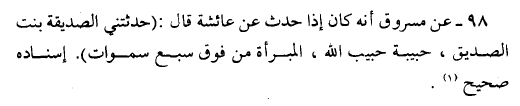 ٩٨ ـ عن مسروق أنه كان إذا حدث عن عائشة قال : (حدثتني الصديقة بنت
الصديق ، حبيبة حبيب الله ، المبرأة من فوق سبع سموات). إسناده
صحيح (١) .